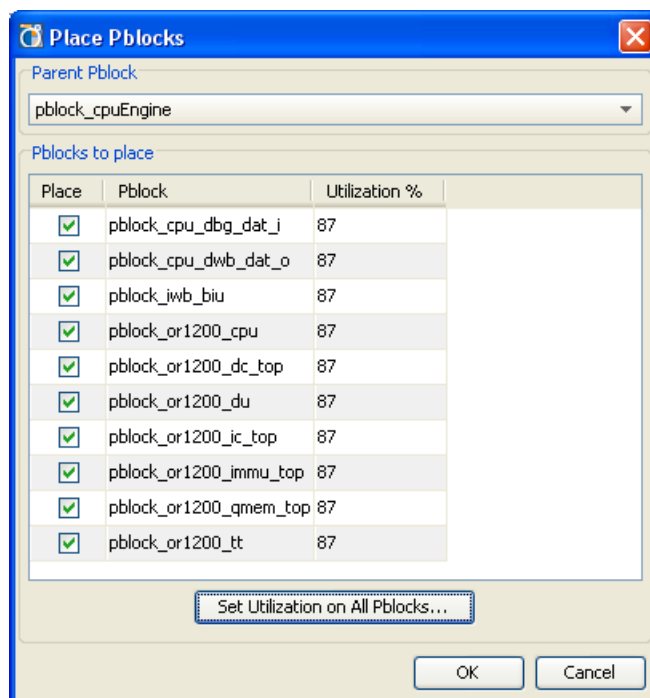 Place Pblocks
Parent Pblock
pblock_cpuEngine
Pblocks to place
Place Pblock Utilization %
pblock_cpu_dbg_dat_i 87
pblock_cpu_dwb_dat_o 87
pblock_iwb_biu 87
pblock_or1200_cpu 87
pblock_or1200_dc_top 87
pblock_or1200_du 87
pblock_or1200_ic_top 87
pblock_or1200_immu_top 87
pblock_or1200_qmem_top 87
pblock_or1200_tt 87
Set Utilization on All Pblocks...
OK Cancel